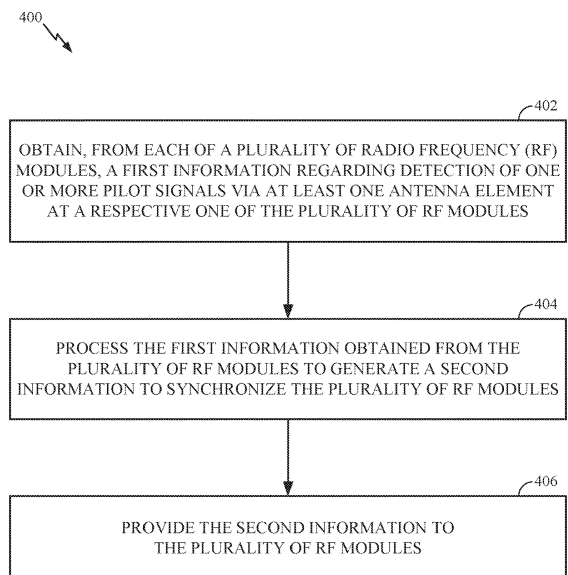 400
402
OBTAIN, FROM EACH OF A PLURALITY OF RADIO FREQUENCY (RF)
MODULES, A FIRST INFORMATION REGARDING DETECTION OF ONE
OR MORE PILOT SIGNALS VIA AT LEAST ONE ANTENNA ELEMENT
AT A RESPECTIVE ONE OF THE PLURALITY OF RF MODULES
404
PROCESS THE FIRST INFORMATION OBTAINED FROM THE
PLURALITY OF RF MODULES TO GENERATE A SECOND
INFORMATION TO SYNCHRONIZE THE PLURALITY OF RF MODULES
406
PROVIDE THE SECOND INFORMATION TO
THE PLURALITY OF RF MODULES